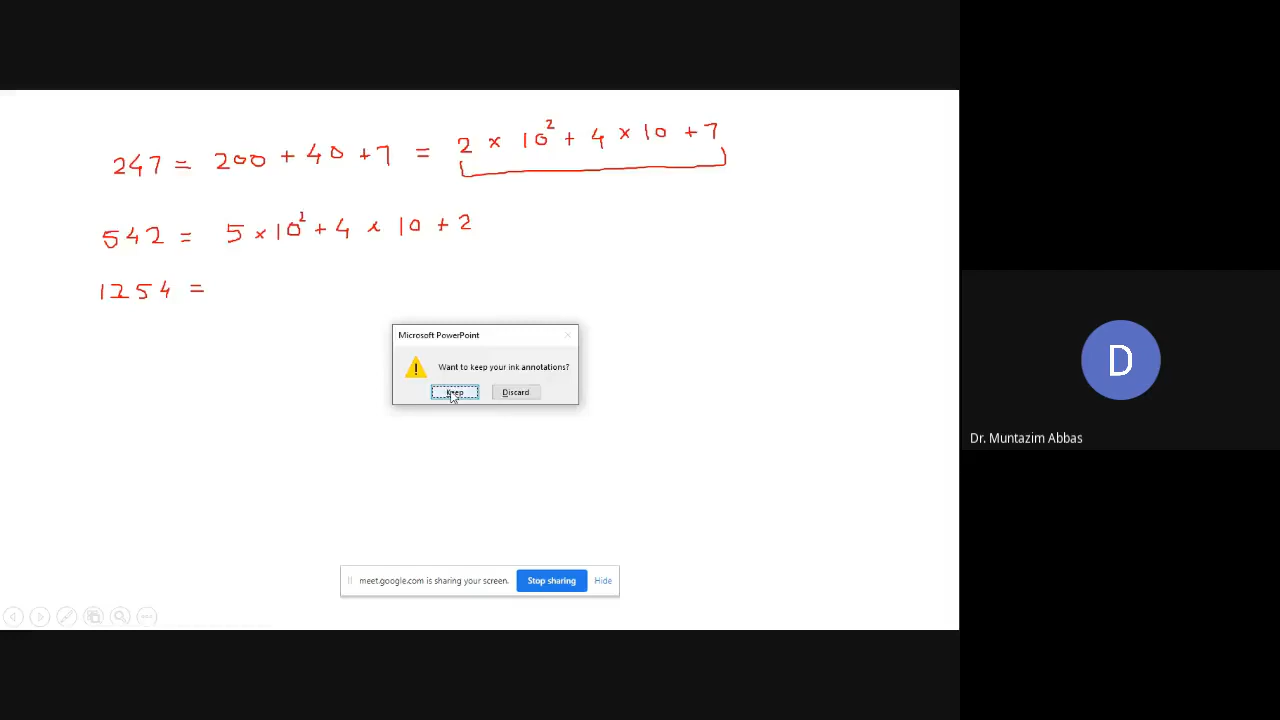 247 = 200 + 40 + 7 = 2 × 10² + 4 × 10 + 7
542 = 5 × 10² + 4 × 10 + 2
1254 =
Microsoft PowerPoint
Want to keep your ink annotations?
Keep Discard
meet.google.com is sharing your screen. Stop sharing Hide
D
Dr. Muntazim Abbas